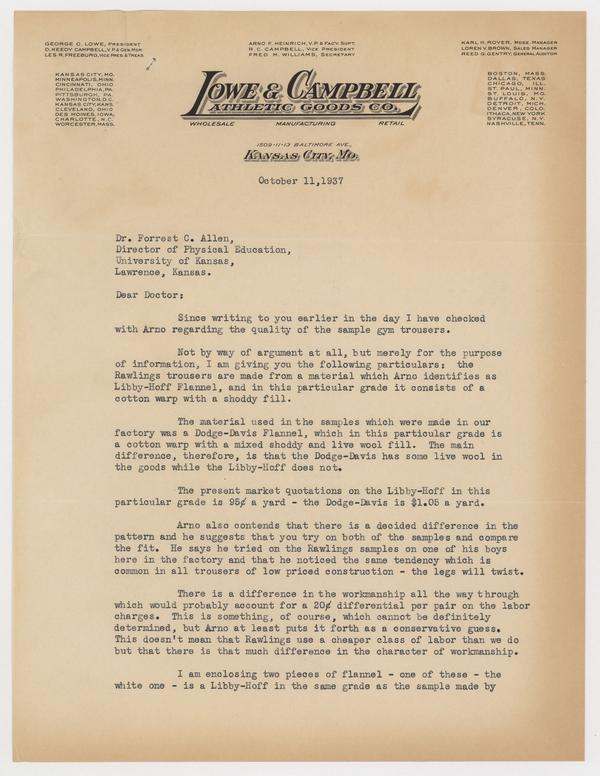 GEORGE C. LOWE, PRESIDENT
D. KEEDY CAMPBELL, V.P. & GEN. MGR.
LES R. FREEBURG, VICE PRES. & TREAS.
ARNO F. HEINRICH, V.P. & FACY. SUPT.
R. C. CAMPBELL, VICE PRESIDENT
FRED H. WILLIAMS, SECRETARY
KARL H. ROVER, MDSE. MANAGER
LOREN V. BROWN, SALES MANAGER
REED G. GENTRY, GENERAL AUDITOR
KANSAS CITY, MO.
MINNEAPOLIS, MINN.
CINCINNATI, OHIO
PHILADELPHIA, PA.
PITTSBURGH, PA.
WASHINGTON, D.C.
KANSAS CITY, KANS.
CLEVELAND, OHIO
DES MOINES, IOWA
CHARLOTTE, N.C.
WORCESTER, MASS.
LOWE & CAMPBELL
ATHLETIC GOODS CO.
WHOLESALE MANUFACTURING RETAIL
1509-11-13 BALTIMORE AVE.,
KANSAS CITY, MO.
BOSTON, MASS.
DALLAS, TEXAS
CHICAGO, ILL.
ST. PAUL, MINN.
ST. LOUIS, MO.
BUFFALO, N.Y.
DETROIT, MICH.
DENVER, COLO.
ITHACA, NEW YORK
SYRACUSE, N.Y.
NASHVILLE, TENN.
October 11,1937
Dr. Forrest C. Allen,
Director of Physical Education,
University of Kansas,
Lawrence, Kansas.
Dear Doctor:
Since writing to you earlier in the day I have checked
with Arno regarding the quality of the sample gym trousers.
Not by way of argument at all, but merely for the purpose
of information, I am giving you the following particulars: the
Rawlings trousers are made from a material which Arno identifies as
Libby-Hoff Flannel, and in this particular grade it consists of a
cotton warp with a shoddy fill.
The material used in the samples which were made in our
factory was a Dodge-Davis Flannel, which in this particular grade is
a cotton warp with a mixed shoddy and live wool fill. The main
difference, therefore, is that the Dodge-Davis has some live wool in
the goods while the Libby-Hoff does not.
The present market quotations on the Libby-Hoff in this
particular grade is 95¢ a yard - the Dodge-Davis is $1.05 a yard.
Arno also contends that there is a decided difference in the
pattern and he suggests that you try on both of the samples and compare
the fit. He says he tried on the Rawlings samples on one of his boys
here in the factory and that he noticed the same tendency which is
common in all trousers of low priced construction - the legs will twist.
There is a difference in the workmanship all the way through
which would probably account for a 20¢ differential per pair on the labor
charges. This is something, of course, which cannot be definitely
determined, but Arno at least puts it forth as a conservative guess.
This doesn't mean that Rawlings use a cheaper class of labor than we do
but that there is that much difference in the character of workmanship.
I am enclosing two pieces of flannel - one of these - the
white one - is a Libby-Hoff in the same grade as the sample made by